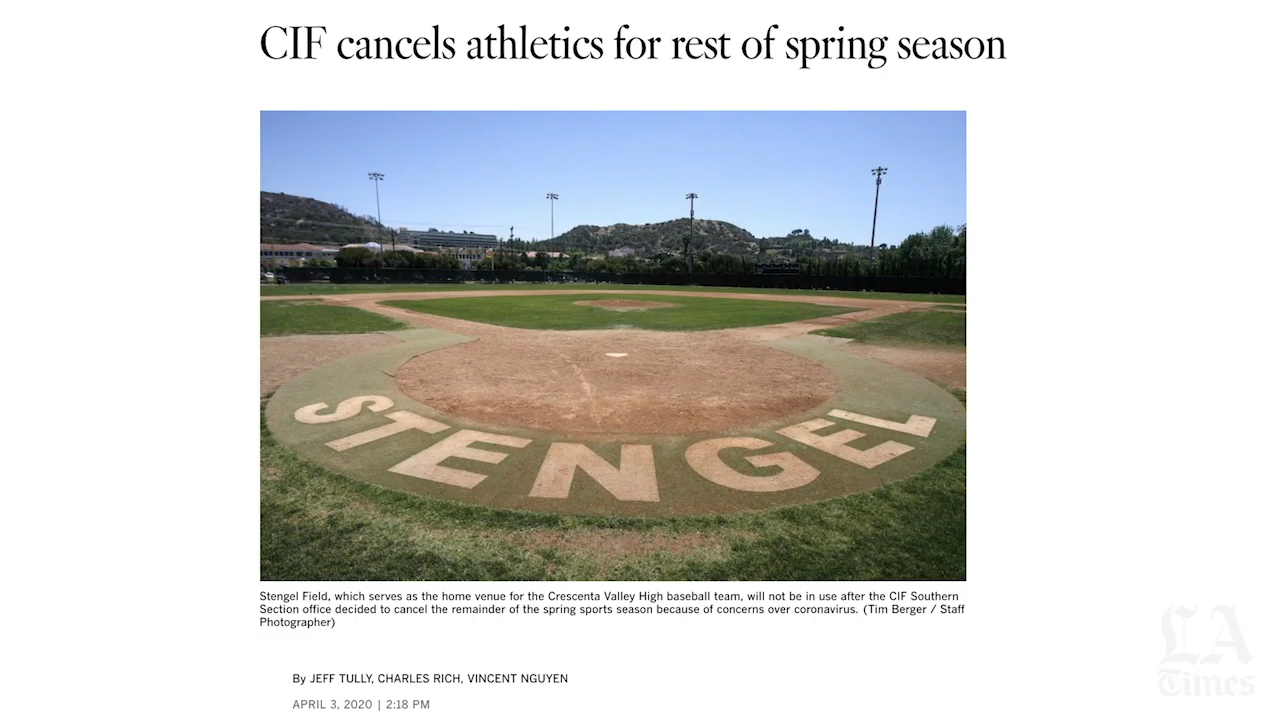 CIF cancels athletics for rest of spring season
STENGEL
Stengel Field, which serves as the home venue for the Crescenta Valley High baseball team, will not be in use after the CIF Southern
Section office decided to cancel the remainder of the spring sports season because of concerns over coronavirus. (Tim Berger / Staff
Photographer)
By JEFF TULLY, CHARLES RICH, VINCENT NGUYEN
APRIL 3, 2020 | 2:18 PM
LA
Times